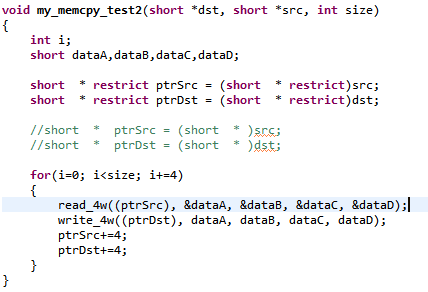 void my_memcpy_test2(short *dst, short *src, int size)
{
    int i;
    short dataA,dataB,dataC,dataD;
    short  * restrict ptrSrc = (short  * restrict)src;
    short  * restrict ptrDst = (short  * restrict)dst;
    //short  *  ptrSrc = (short  * )src;
    //short  *  ptrDst = (short  * )dst;
    for(i=0; i<size; i+=4)
    {
        read_4w((ptrSrc), &dataA, &dataB, &dataC, &dataD);
        write_4w((ptrDst), dataA, dataB, dataC, dataD);
        ptrSrc+=4;
        ptrDst+=4;
    }
}